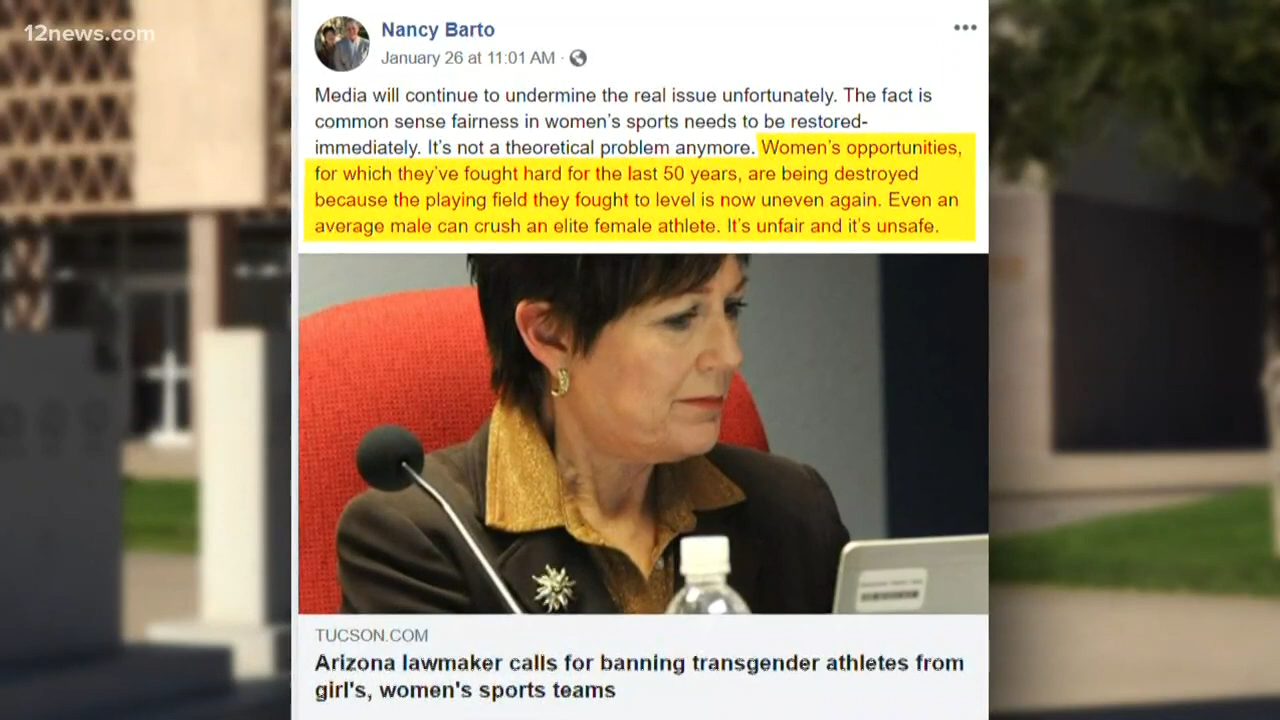 12news.com
Nancy Barto
January 26 at 11:01 AM ·
Media will continue to undermine the real issue unfortunately. The fact is
common sense fairness in women's sports needs to be restored-
immediately. It's not a theoretical problem anymore. Women's opportunities,
for which they've fought hard for the last 50 years, are being destroyed
because the playing field they fought to level is now uneven again. Even an
average male can crush an elite female athlete. It's unfair and it's unsafe.
TUCSON.COM
Arizona lawmaker calls for banning transgender athletes from
girl's, women's sports teams